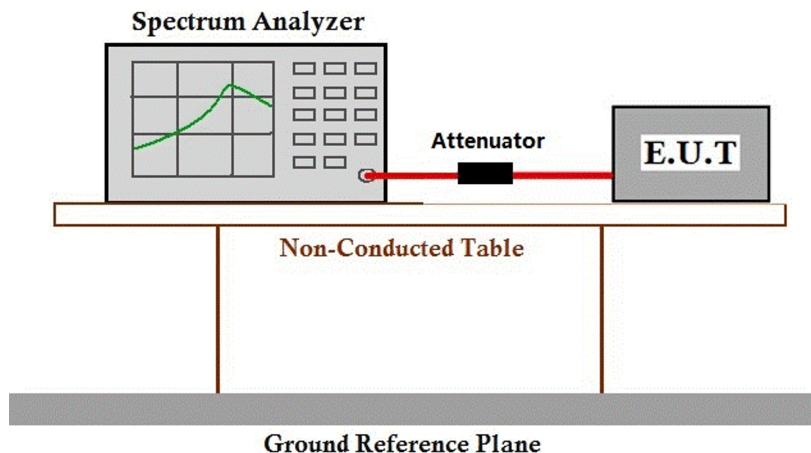 Spectrum Analyzer
Attenuator
E.U.T
Non-Conducted Table
Ground Reference Plane